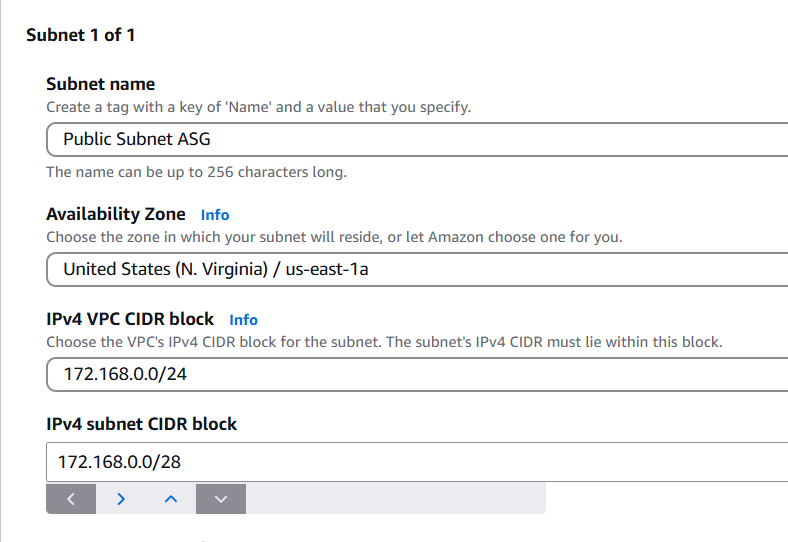 Subnet 1 of 1
Subnet name
Create a tag with a key of 'Name' and a value that you specify.
Public Subnet ASG
The name can be up to 256 characters long.
Availability Zone Info
Choose the zone in which your subnet will reside, or let Amazon choose one for you.
United States (N. Virginia) / us-east-1a
IPv4 VPC CIDR block Info
Choose the VPC's IPv4 CIDR block for the subnet. The subnet's IPv4 CIDR must lie within this block.
172.168.0.0/24
IPv4 subnet CIDR block
172.168.0.0/28